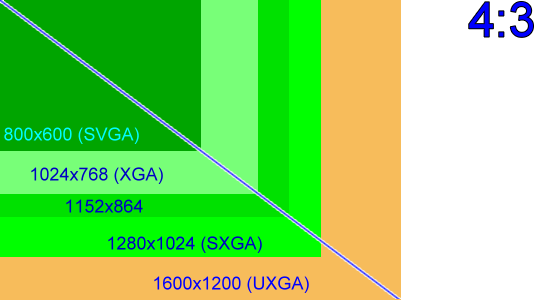 4:3
800x600 (SVGA)
1024x768 (XGA)
1152x864
1280x1024 (SXGA)
1600x1200 (UXGA)